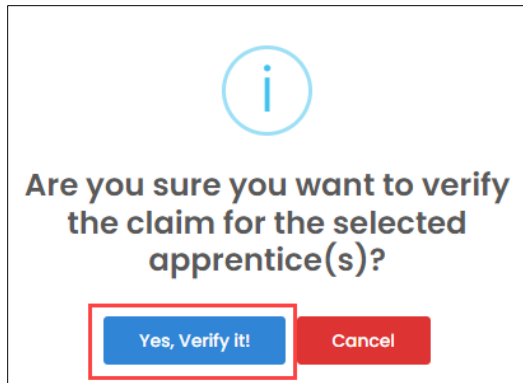 i
Are you sure you want to verify
the claim for the selected
apprentice(s)?
Yes, Verify it! Cancel